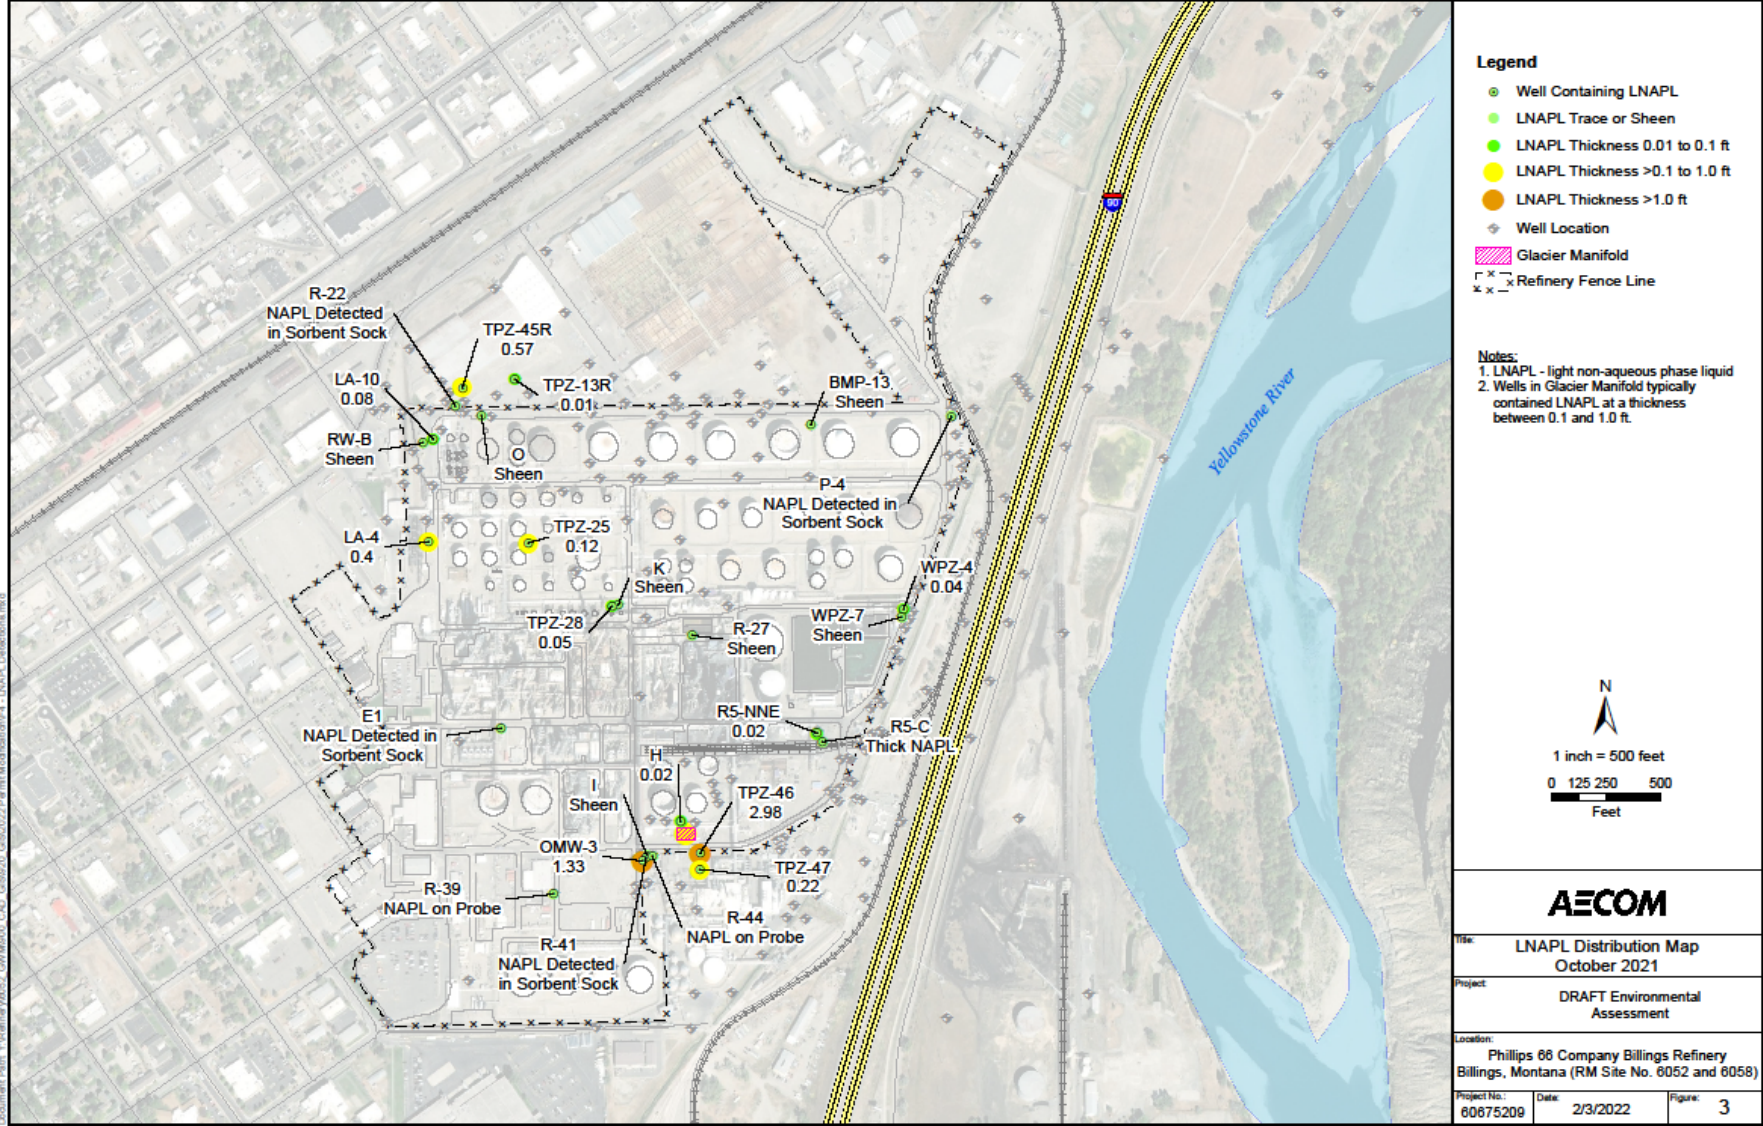 R-22
NAPL Detected
in Sorbent Sock
TPZ-45R
0.57
LA-10
0.08
TPZ-13R
0.01
BMP-13
Sheen
RW-B
Sheen
O
Sheen
P-4
NAPL Detected in
Sorbent Sock
LA-4
0.4
TPZ-25
0.12
K
Sheen
WPZ-4
0.04
TPZ-28
0.05
R-27
Sheen
WPZ-7
Sheen
E1
NAPL Detected in
Sorbent Sock
R5-NNE
0.02
R5-C
Thick NAPL
H
0.02
I
Sheen
TPZ-46
2.98
OMW-3
1.33
TPZ-47
0.22
R-39
NAPL on Probe
R-44
NAPL on Probe
R-41
NAPL Detected
in Sorbent Sock
90
Yellowstone River
Legend
Well Containing LNAPL
LNAPL Trace or Sheen
LNAPL Thickness 0.01 to 0.1 ft
LNAPL Thickness >0.1 to 1.0 ft
LNAPL Thickness >1.0 ft
Well Location
Glacier Manifold
Refinery Fence Line
Notes:
1. LNAPL - light non-aqueous phase liquid
2. Wells in Glacier Manifold typically
contained LNAPL at a thickness
between 0.1 and 1.0 ft.
N
1 inch = 500 feet
0 125 250 500
Feet
AECOM
Title:
LNAPL Distribution Map
October 2021
Project:
DRAFT Environmental
Assessment
Location:
Phillips 66 Company Billings Refinery
Billings, Montana (RM Site No. 6052 and 6058)
Project No.:
60675209
Date:
2/3/2022
Figure:
3